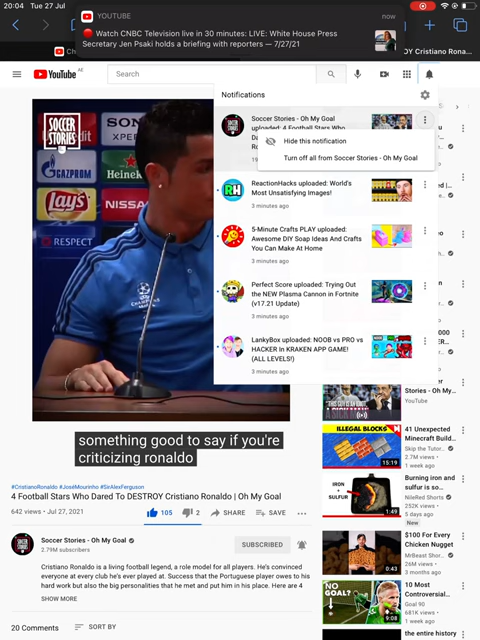 20:04 Tue 27 Jul
YOUTUBE
now
Watch CNBC Television live in 30 minutes: LIVE: White House Press
Secretary Jen Psaki holds a briefing with reporters — 7/27/21
Ch
OY Cristiano Rona...
YouTube AE
Search
Notifications
Soccer Stories - Oh My Goal
uploaded: 4 Football Stars Who
Hide this notification
Turn off all from Soccer Stories - Oh My Goal
ReactionHacks uploaded: World's
Most Unsatisfying Images!
3 minutes ago
5-Minute Crafts PLAY uploaded:
Awesome DIY Soap Ideas And Crafts
You Can Make At Home
3 minutes ago
Perfect Score uploaded: Trying Out
the NEW Plasma Cannon in Fortnite
(v17.21 Update)
3 minutes ago
LankyBox uploaded: NOOB vs PRO vs
HACKER In KRAKEN APP GAME!
(ALL LEVELS!)
3 minutes ago
SOCCER
STORIES
SONY
XPER
GAZPROM
HEINEKEN
Lay's
NISSAN
RESPECT
something good to say if you're
criticizing ronaldo
#CristianoRonaldo #JoséMourinho #SirAlexFerguson
4 Football Stars Who Dared To DESTROY Cristiano Ronaldo | Oh My Goal
642 views • Jul 27, 2021
105
2
SHARE
SAVE
Soccer Stories - Oh My Goal
2.79M subscribers
SUBSCRIBED
Cristiano Ronaldo is a living football legend, a role model for all players. He's convinced
everyone at every club he's ever played at. Success that the Portuguese player owes to his
hard work but also the big personalities that he met and put him in his place. Here are 4
SHOW MORE
20 Comments
SORT BY
A SICK MAN
Stories - Oh My...
YouTube
ILLEGAL BLOCKS
15:19
41 Unexpected
Minecraft Build...
Skip the Tutor...
2.7M views •
1 week ago
IRON
+
SULFUR
1:49
Burning iron and
sulfur is so...
NileRed Shorts
252K views •
5 days ago
New
0:43
$100 For Every
Chicken Nugget
MrBeast Shor...
26M views •
3 months ago
NO GOAL?
9:08
10 Most
Controversial...
Goal 90
681K views •
1 month ago
the entire history